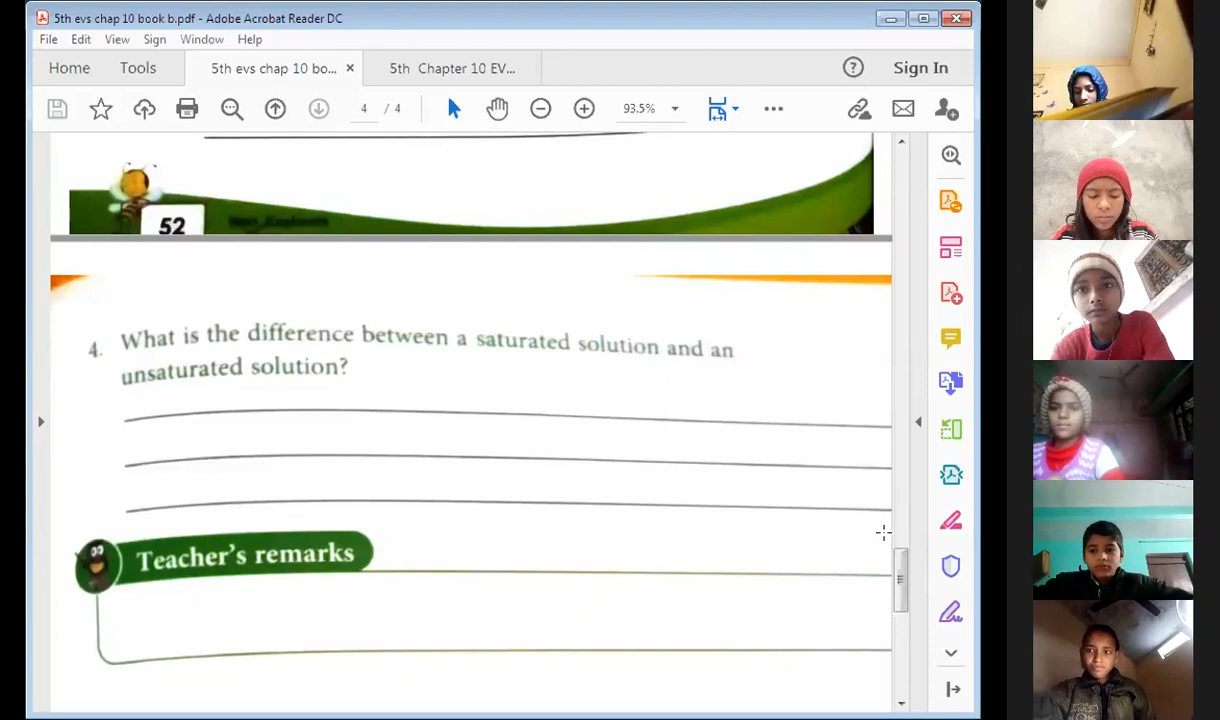 5th evs chap 10 book b.pdf - Adobe Acrobat Reader DC
File Edit View Sign Window Help
Home Tools 5th evs chap 10 bo... × 5th Chapter 10 EV... ? Sign In
4 / 4 93.5%
52
4. What is the difference between a saturated solution and an
unsaturated solution?
Teacher's remarks